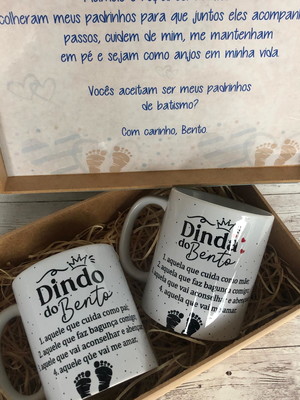 colheram meus padrinhos para que juntos eles acompanh
passos, cuidem de mim, me mantenham
em pé e sejam como anjos em minha vida.
Vocês aceitam ser meus padrinhos
de batismo?
Com carinho, Bento.
Dindo
do Bento
1. aquele que cuida como pai,
2. aquele que faz bagunça comigo,
3. aquele que vai aconselhar e abençoar
4. aquele que vai me amar.
Dinda
do Bento
1. aquela que cuida como mãe,
2. aquela que faz bagunça comigo,
aquela que vai aconselhar e abençoar
4. aquela que vai me amar.